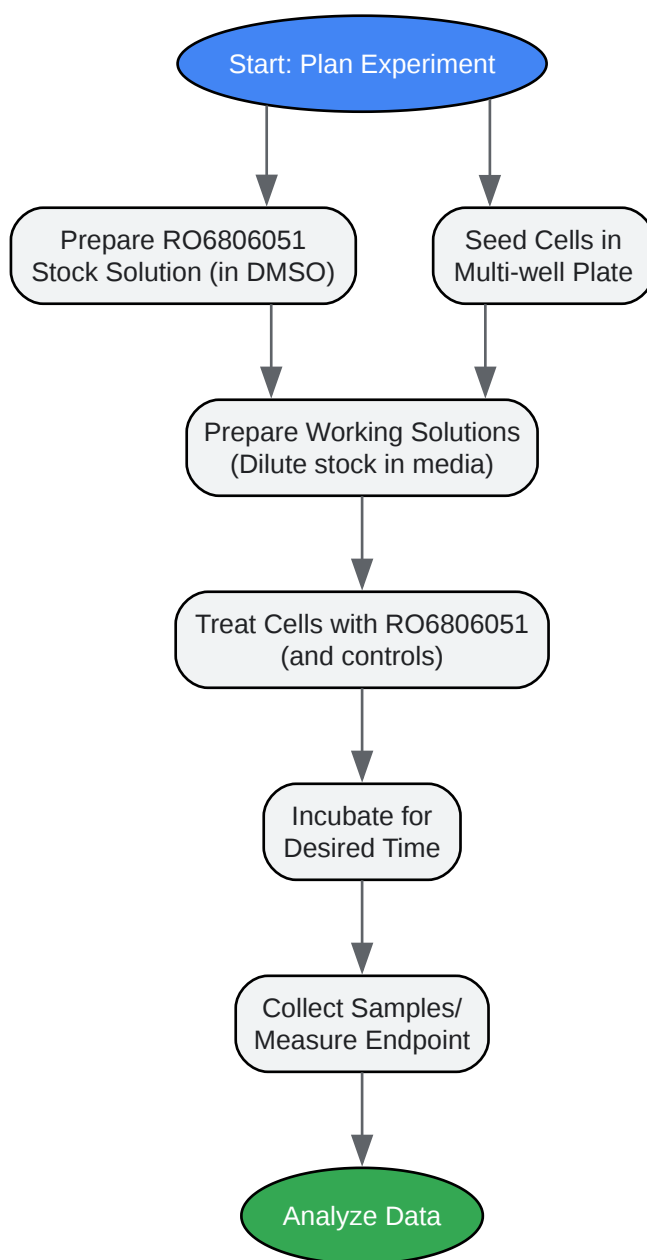 Start: Plan Experiment
Prepare RO6806051
Stock Solution (in DMSO)
Seed Cells in
Multi-well Plate
Prepare Working Solutions
(Dilute stock in media)
Treat Cells with RO6806051
(and controls)
Incubate for
Desired Time
Collect Samples/
Measure Endpoint
Analyze Data